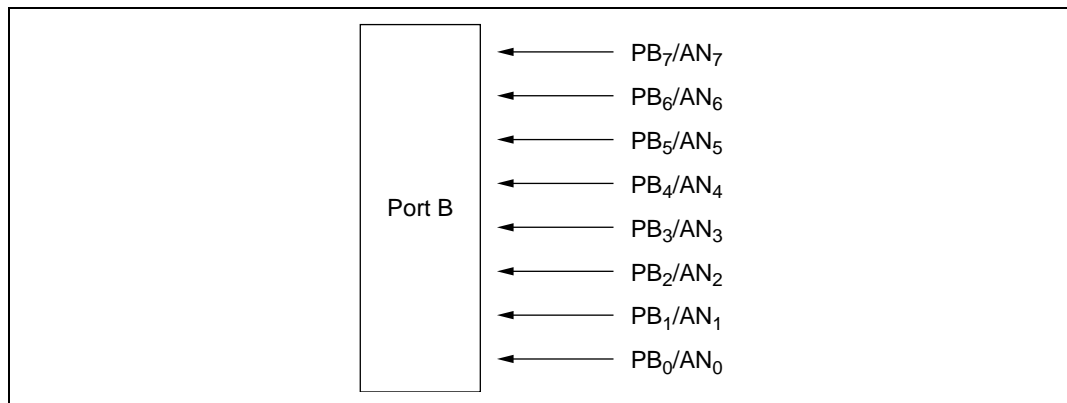 PB₇/AN₇
PB₆/AN₆
PB₅/AN₅
PB₄/AN₄
Port B
PB₃/AN₃
PB₂/AN₂
PB₁/AN₁
PB₀/AN₀